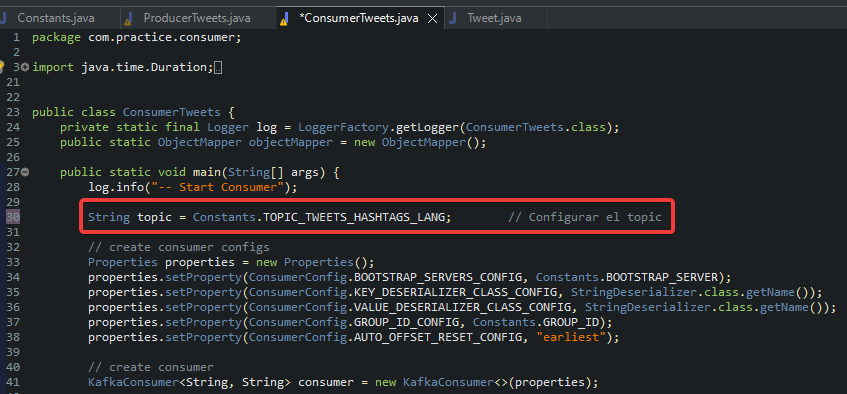 Constants.java ProducerTweets.java *ConsumerTweets.java Tweet.java
1 package com.practice.consumer;
2
3 import java.time.Duration;
21
22
23 public class ConsumerTweets {
24 private static final Logger log = LoggerFactory.getLogger(ConsumerTweets.class);
25 public static ObjectMapper objectMapper = new ObjectMapper();
26
27 public static void main(String[] args) {
28 log.info("-- Start Consumer");
29
30 String topic = Constants.TOPIC_TWEETS_HASHTAGS_LANG; // Configurar el topic
31
32 // create consumer configs
33 Properties properties = new Properties();
34 properties.setProperty(ConsumerConfig.BOOTSTRAP_SERVERS_CONFIG, Constants.BOOTSTRAP_SERVER);
35 properties.setProperty(ConsumerConfig.KEY_DESERIALIZER_CLASS_CONFIG, StringDeserializer.class.getName());
36 properties.setProperty(ConsumerConfig.VALUE_DESERIALIZER_CLASS_CONFIG, StringDeserializer.class.getName());
37 properties.setProperty(ConsumerConfig.GROUP_ID_CONFIG, Constants.GROUP_ID);
38 properties.setProperty(ConsumerConfig.AUTO_OFFSET_RESET_CONFIG, "earliest");
39
40 // create consumer
41 KafkaConsumer<String, String> consumer = new KafkaConsumer<>(properties);